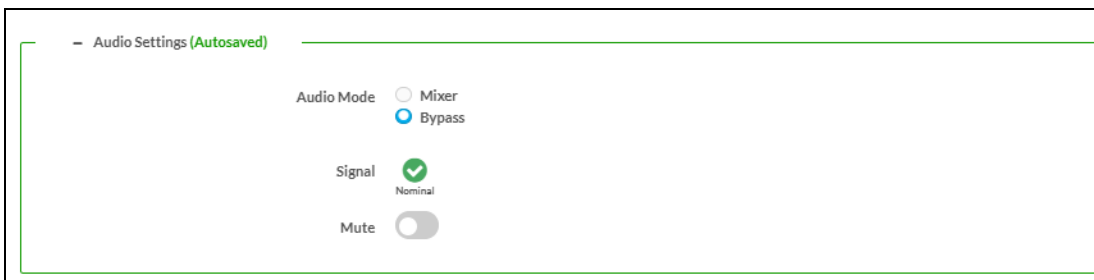 – Audio Settings (Autosaved)
Audio Mode Mixer
Bypass
Signal
Nominal
Mute